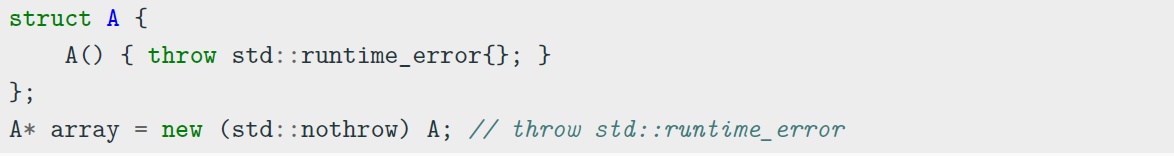 struct A {
    A() { throw std::runtime_error{}; }
};
A* array = new (std::nothrow) A; // throw std::runtime_error